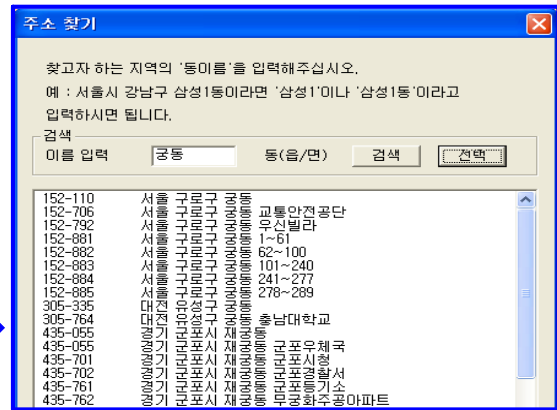 주소 찾기
찾고자 하는 지역의 '동이름'을 입력해주십시오,
예 : 서울시 강남구 삼성1동이라면 '삼성1'이나 '삼성1동'이라고
입력하시면 됩니다.
검색
이름 입력 궁동 동(읍/면) 검색 선택
152-110 서울 구로구 궁동
152-706 서울 구로구 궁동 교통안전공단
152-792 서울 구로구 궁동 우신빌라
152-881 서울 구로구 궁동 1~61
152-882 서울 구로구 궁동 62~100
152-883 서울 구로구 궁동 101~240
152-884 서울 구로구 궁동 241~277
152-885 서울 구로구 궁동 278~289
305-335 대전 유성구 궁동
305-764 대전 유성구 궁동 충남대학교
435-055 경기 군포시 재궁동
435-055 경기 군포시 재궁동 군포우체국
435-701 경기 군포시 재궁동 군포시청
435-702 경기 군포시 재궁동 군포경찰서
435-761 경기 군포시 재궁동 군포등기소
435-762 경기 군포시 재궁동 무궁화주공아파트